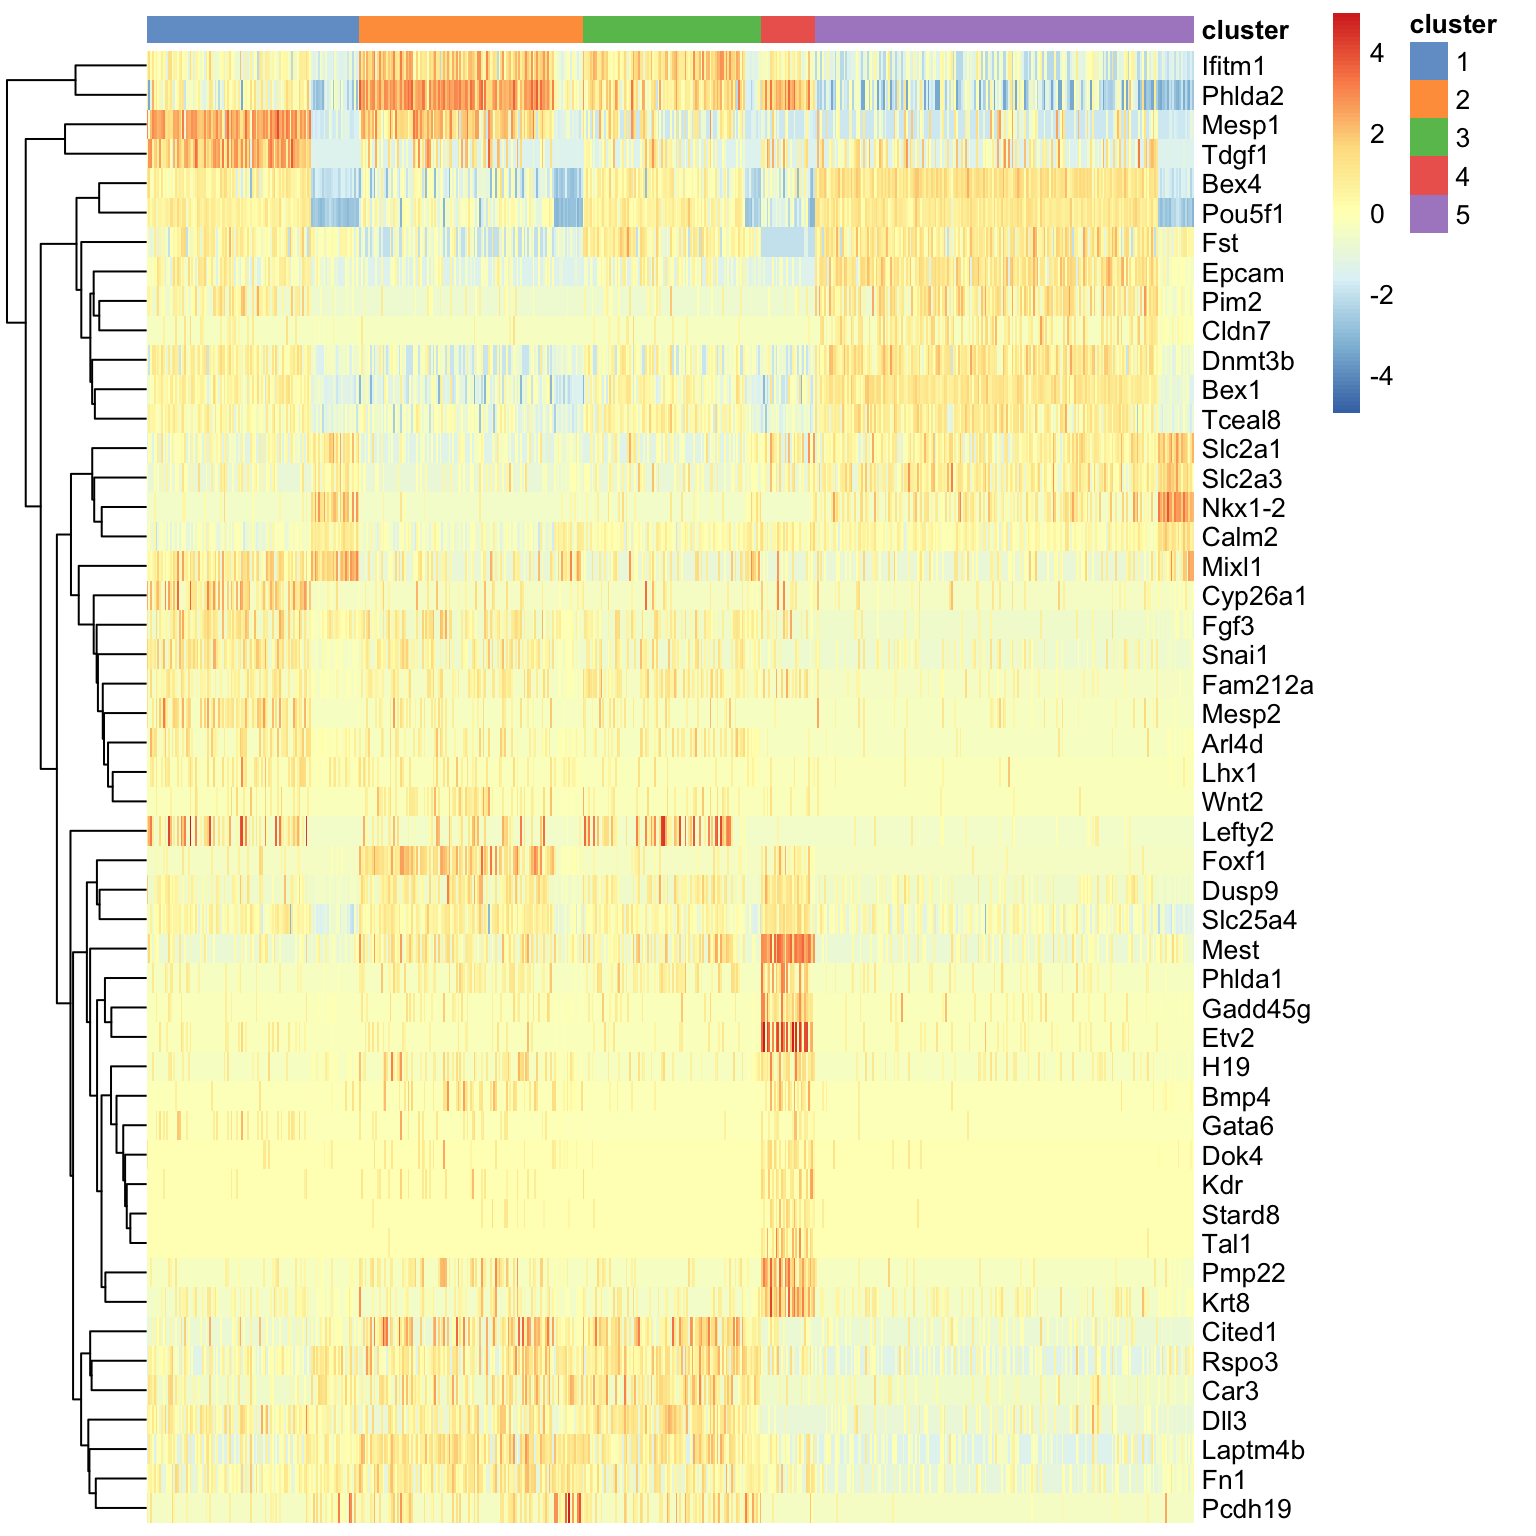 cluster
Ifitm1
Phlda2
Mesp1
Tdgf1
Bex4
Pou5f1
Fst
Epcam
Pim2
Cldn7
Dnmt3b
Bex1
Tceal8
Slc2a1
Slc2a3
Nkx1-2
Calm2
Mixl1
Cyp26a1
Fgf3
Snai1
Fam212a
Mesp2
Arl4d
Lhx1
Wnt2
Lefty2
Foxf1
Dusp9
Slc25a4
Mest
Phlda1
Gadd45g
Etv2
H19
Bmp4
Gata6
Dok4
Kdr
Stard8
Tal1
Pmp22
Krt8
Cited1
Rspo3
Car3
Dll3
Laptm4b
Fn1
Pcdh19
4
2
0
-2
-4
cluster
1
2
3
4
5